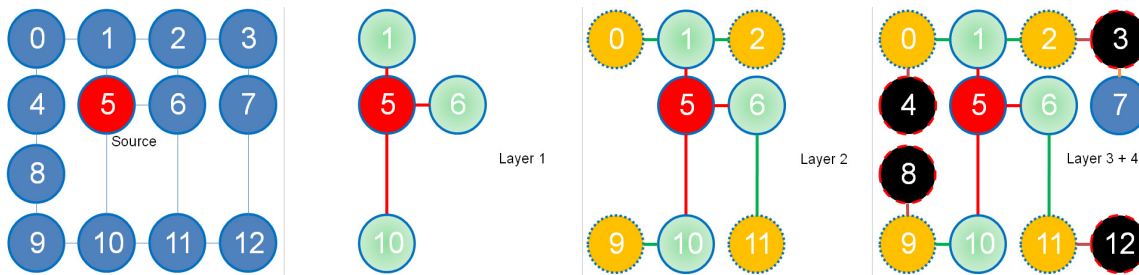 0 1 2 3
4 5 6 7
Source
8
9 10 11 12
1
5 6
Layer 1
10
0 1 2
5 6
Layer 2
9 10 11
0 1 2 3
4 5 6 7
8 Layer 3 + 4
9 10 11 12